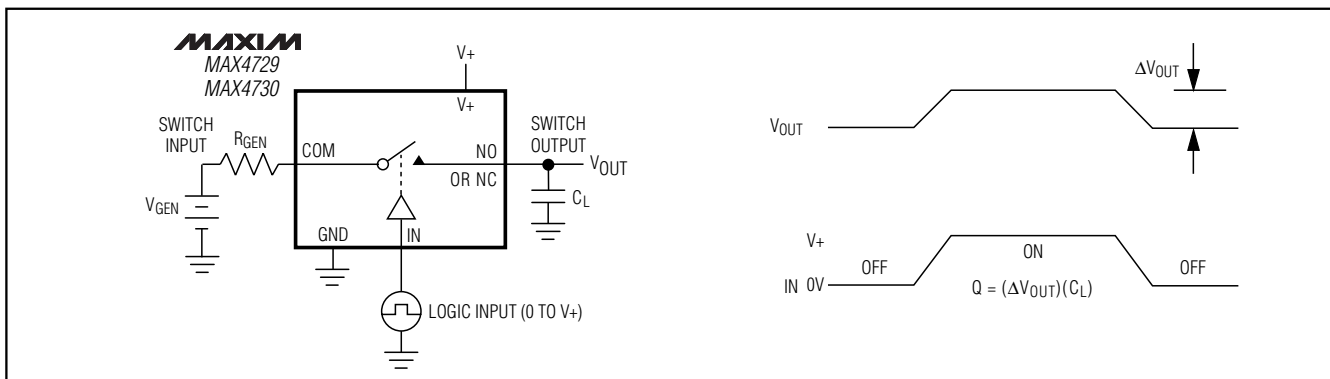 MAXIM
MAX4729
MAX4730
V+
V+
SWITCH
INPUT
RGEN
COM
NO
OR NC
SWITCH
OUTPUT
VOUT
CL
VGEN
GND
IN
LOGIC INPUT (0 TO V+)
VOUT
ΔVOUT
V+
IN 0V
OFF
ON
OFF
Q = (ΔVOUT)(CL)